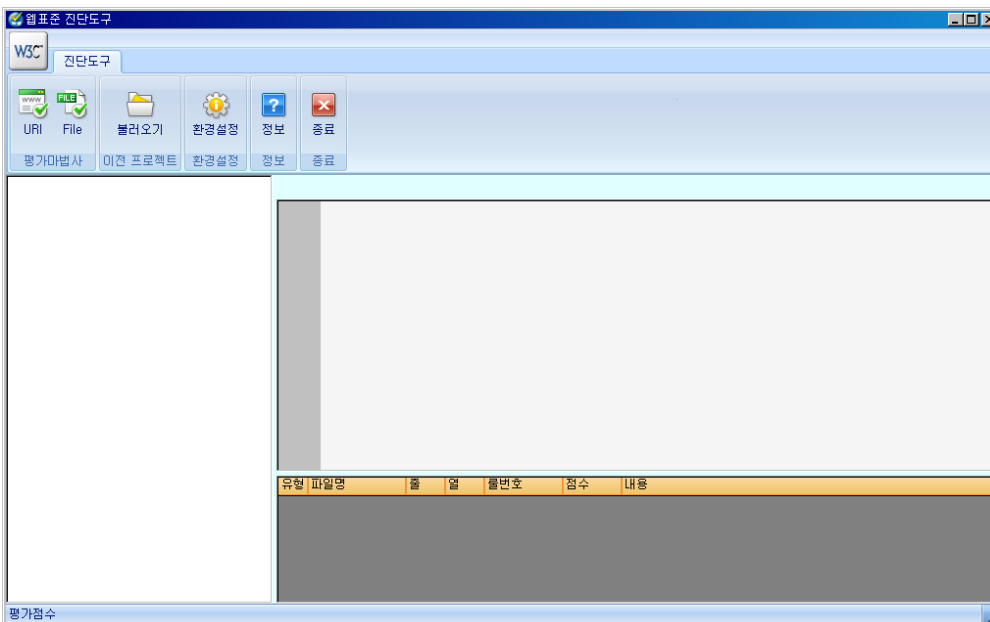 웹표준 진단도구
W3C
진단도구
WWW FILE
URI File 불러오기 환경설정 정보 종료
평가마법사 이전 프로젝트 환경설정 정보 종료
유형 파일명 줄 열 룰번호 점수 내용
평가점수